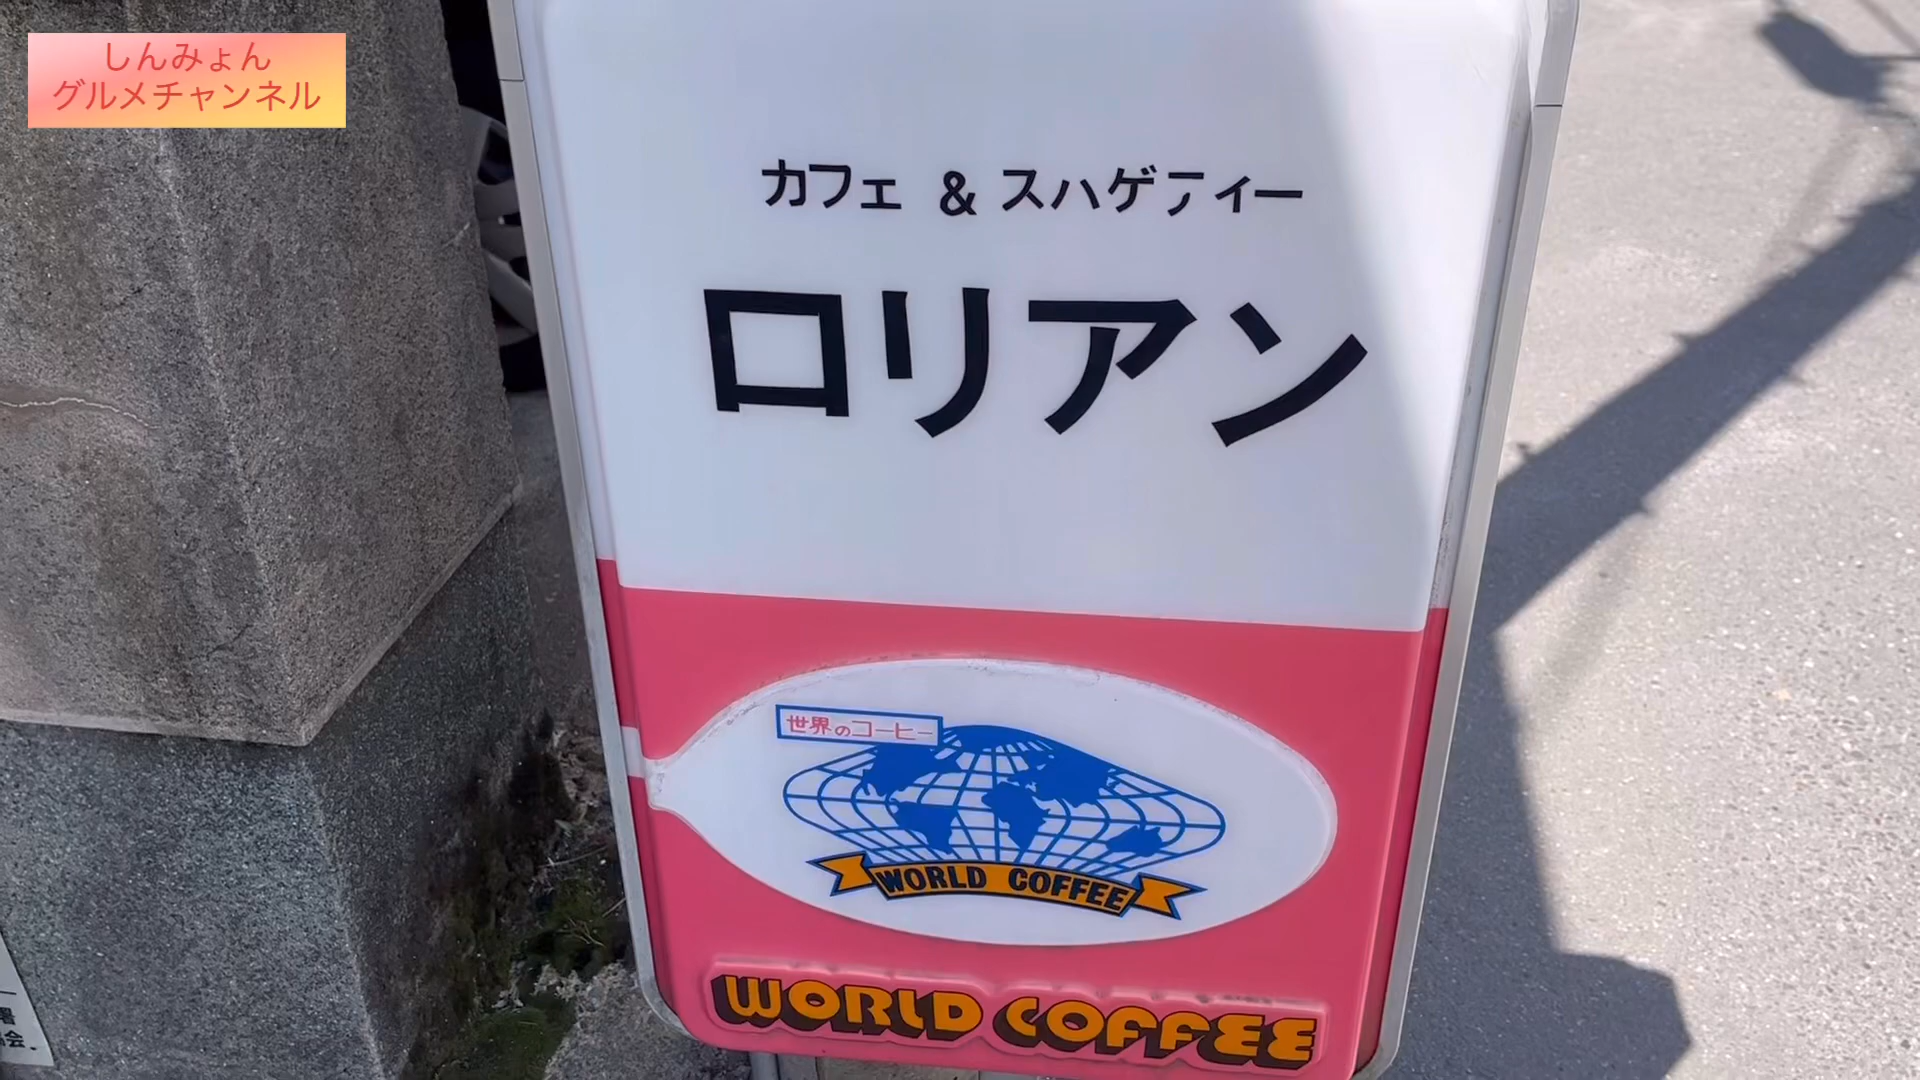 しんみょん
グルメチャンネル
カフェ & スハゲティー
ロリアン
世界のコーヒー
WORLD COFFEE
WORLD COFFEE